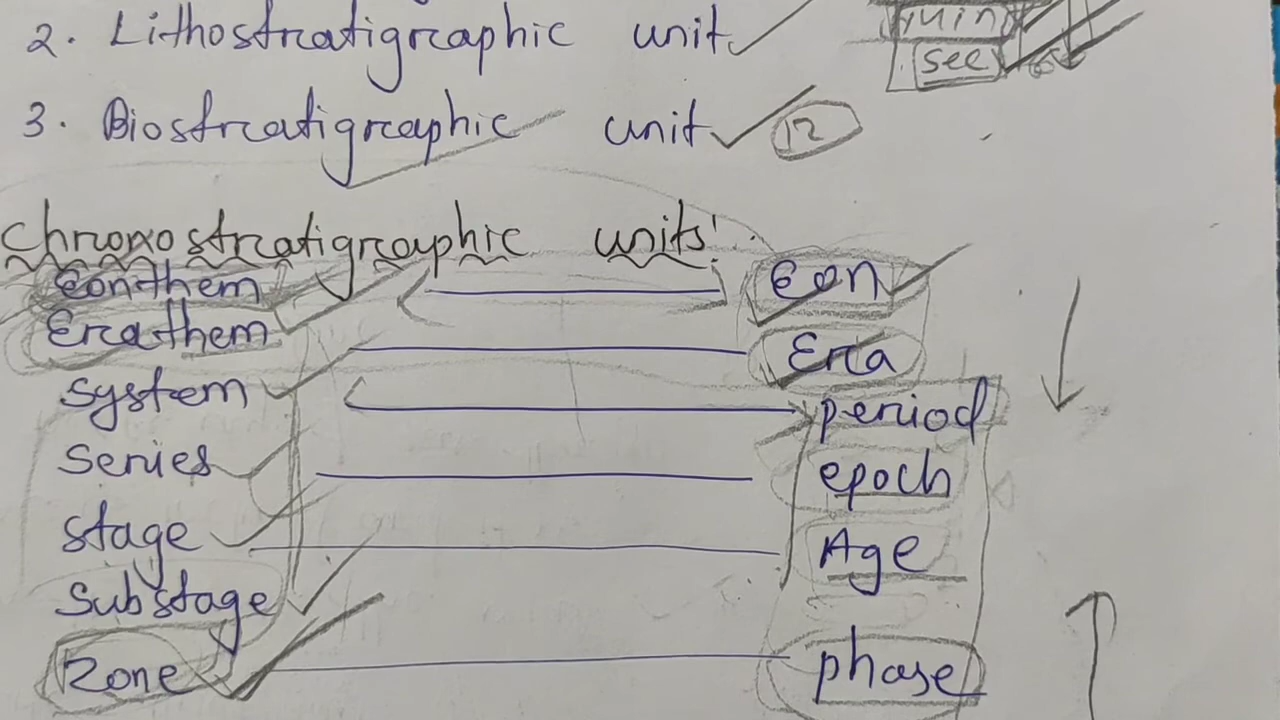 2. Lithostratigraphic unit
see
3. Biostratigraphic unit 12
Chronostratigraphic units:
Eonthem Eon
Erathem Era
System period
Series epoch
stage Age
Substage
Zone phase